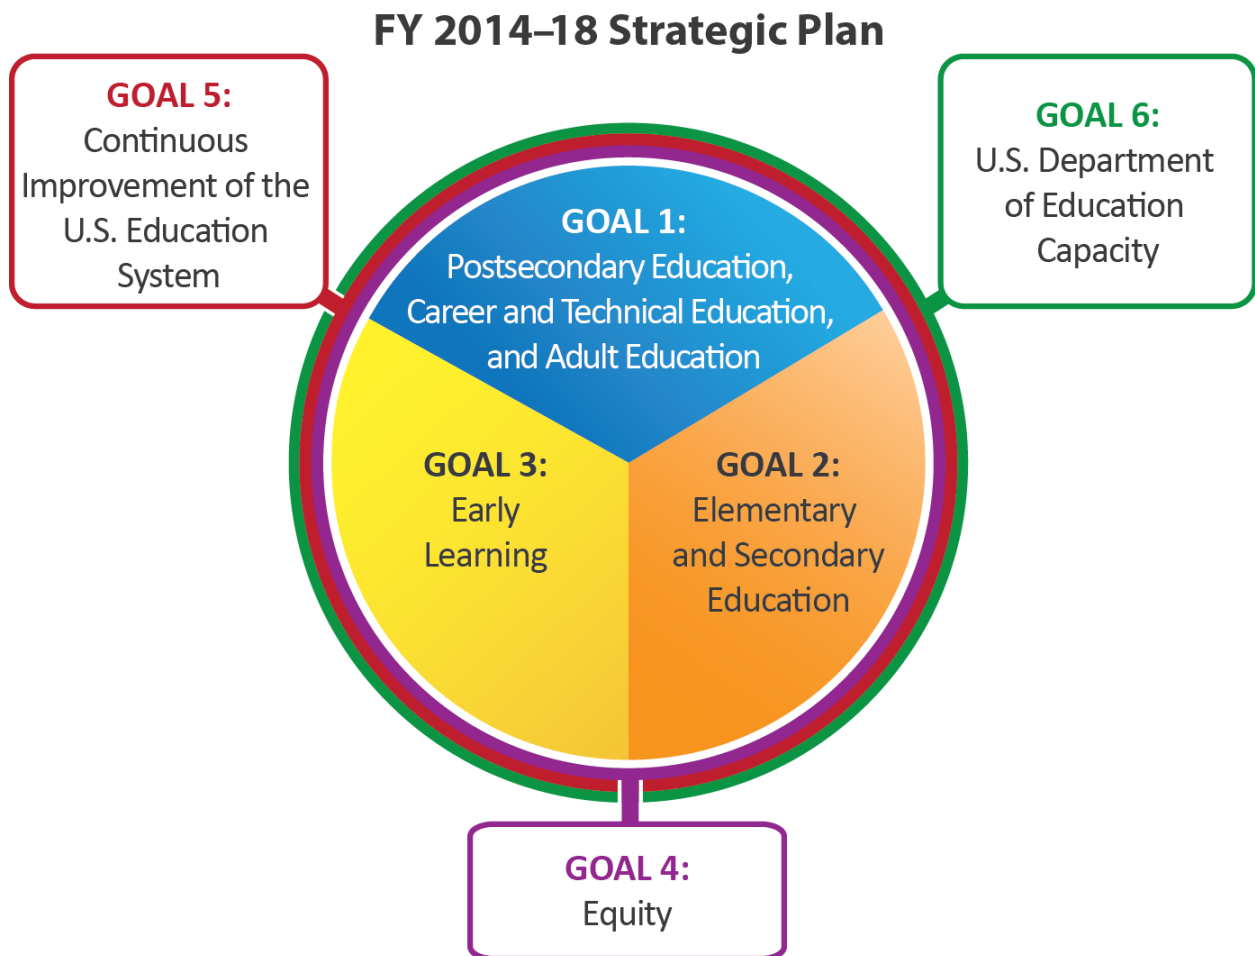 FY 2014–18 Strategic Plan
GOAL 5:
Continuous
Improvement of the
U.S. Education
System
GOAL 6:
U.S. Department
of Education
Capacity
GOAL 1:
Postsecondary Education,
Career and Technical Education,
and Adult Education
GOAL 3:
Early
Learning
GOAL 2:
Elementary
and Secondary
Education
GOAL 4:
Equity